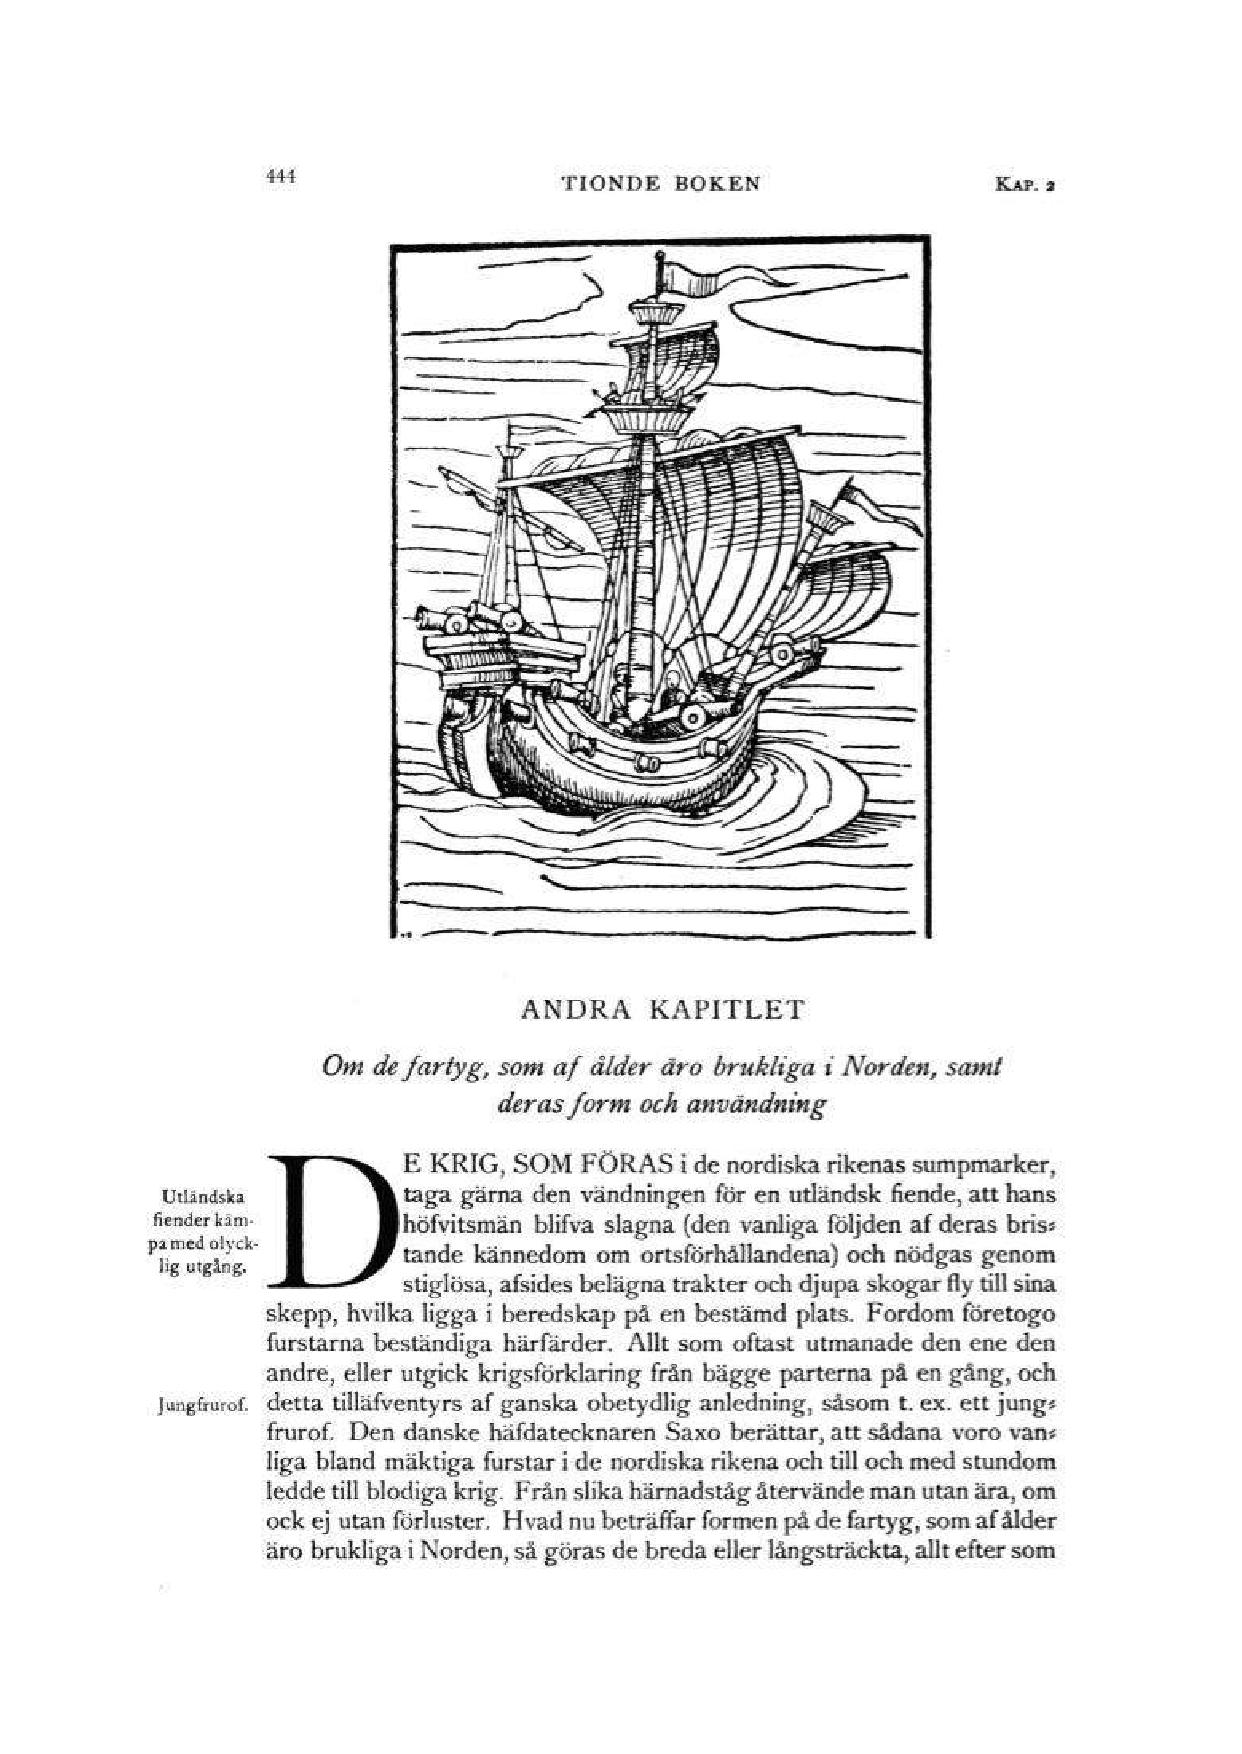 444
TIONDE BOKEN
KAP. 2
ANDRA KAPITLET
Om de fartyg, som af ålder äro brukliga i Norden, samt
deras form och användning
DE KRIG, SOM FÖRAS i de nordiska rikenas sumpmarker,
taga gärna den vändningen för en utländsk fiende, att hans
höfvitsmän blifva slagna (den vanliga följden af deras bris-
tande kännedom om ortsförhållandena) och nödgas genom
stiglösa, afsides belägna trakter och djupa skogar fly till sina
skepp, hvilka ligga i beredskap på en bestämd plats. Fordom företogo
furstarna beständiga härfärder. Allt som oftast utmanade den ene den
andre, eller utgick krigsförklaring från bägge parterna på en gång, och
detta tilläfventyrs af ganska obetydlig anledning, såsom t. ex. ett jung-
frurof. Den danske häfdatecknaren Saxo berättar, att sådana voro van-
liga bland mäktiga furstar i de nordiska rikena och till och med stundom
ledde till blodiga krig. Från slika härnadståg återvände man utan ära, om
ock ej utan förluster. Hvad nu beträffar formen på de fartyg, som af ålder
äro brukliga i Norden, så göras de breda eller långsträckta, allt efter som
Utländska
fiender käm-
pa med olyck-
lig utgång.
Jungfrurof.